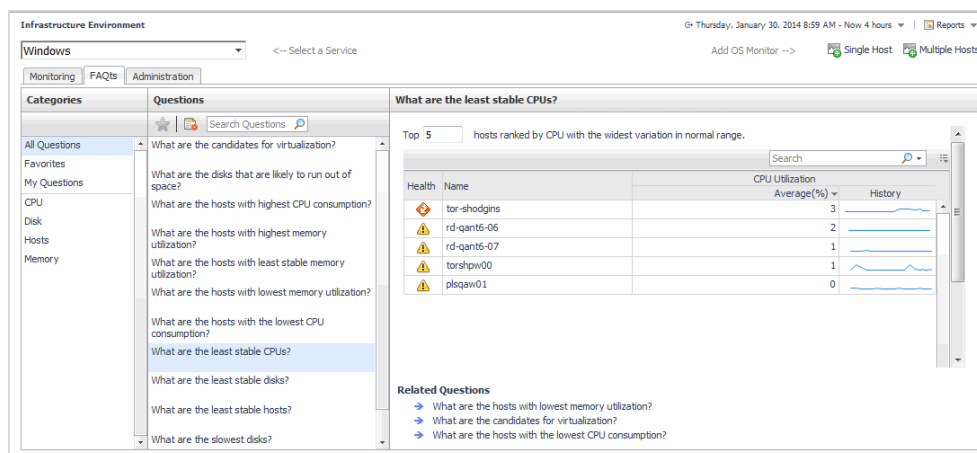 Infrastructure Environment
Thursday, January 30, 2014 8:59 AM - Now 4 hours
Reports
Windows
<-- Select a Service
Add OS Monitor -->
Single Host
Multiple Hosts
Monitoring
FAQts
Administration
Categories
All Questions
Favorites
My Questions
CPU
Disk
Hosts
Memory
Questions
Search Questions
What are the candidates for virtualization?
What are the disks that are likely to run out of
space?
What are the hosts with highest CPU consumption?
What are the hosts with highest memory
utilization?
What are the hosts with least stable memory
utilization?
What are the hosts with lowest memory utilization?
What are the hosts with the lowest CPU
consumption?
What are the least stable CPUs?
What are the least stable disks?
What are the least stable hosts?
What are the slowest disks?
What are the least stable CPUs?
Top 5 hosts ranked by CPU with the widest variation in normal range.
Search
CPU Utilization
Health Name Average(%) History
tor-shodgins 3
rd-qant6-06 2
rd-qant6-07 1
torshpw00 1
plsqaw01 0
Related Questions
What are the hosts with lowest memory utilization?
What are the candidates for virtualization?
What are the hosts with the lowest CPU consumption?